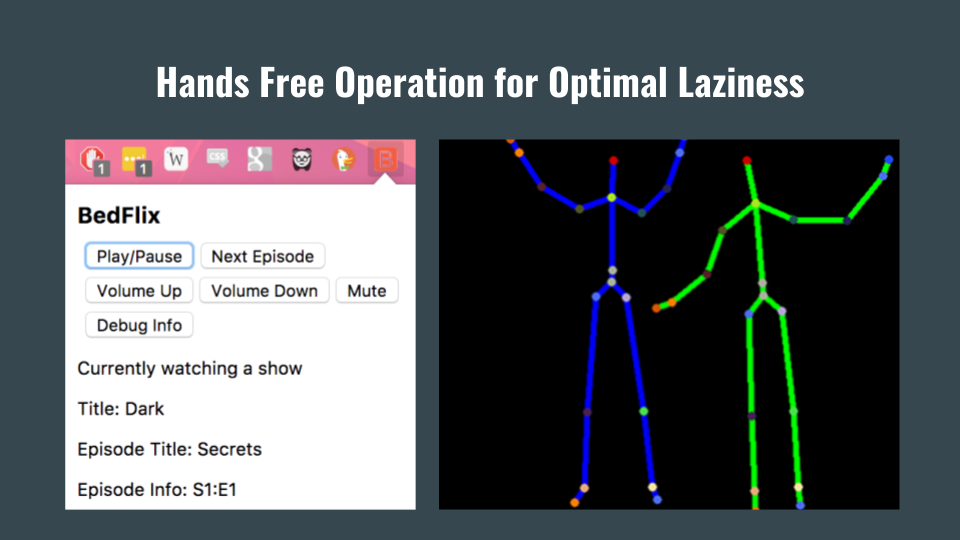 Hands Free Operation for Optimal Laziness
1 1 W CSS g B
BedFlix
Play/Pause Next Episode
Volume Up Volume Down Mute
Debug Info
Currently watching a show
Title: Dark
Episode Title: Secrets
Episode Info: S1:E1